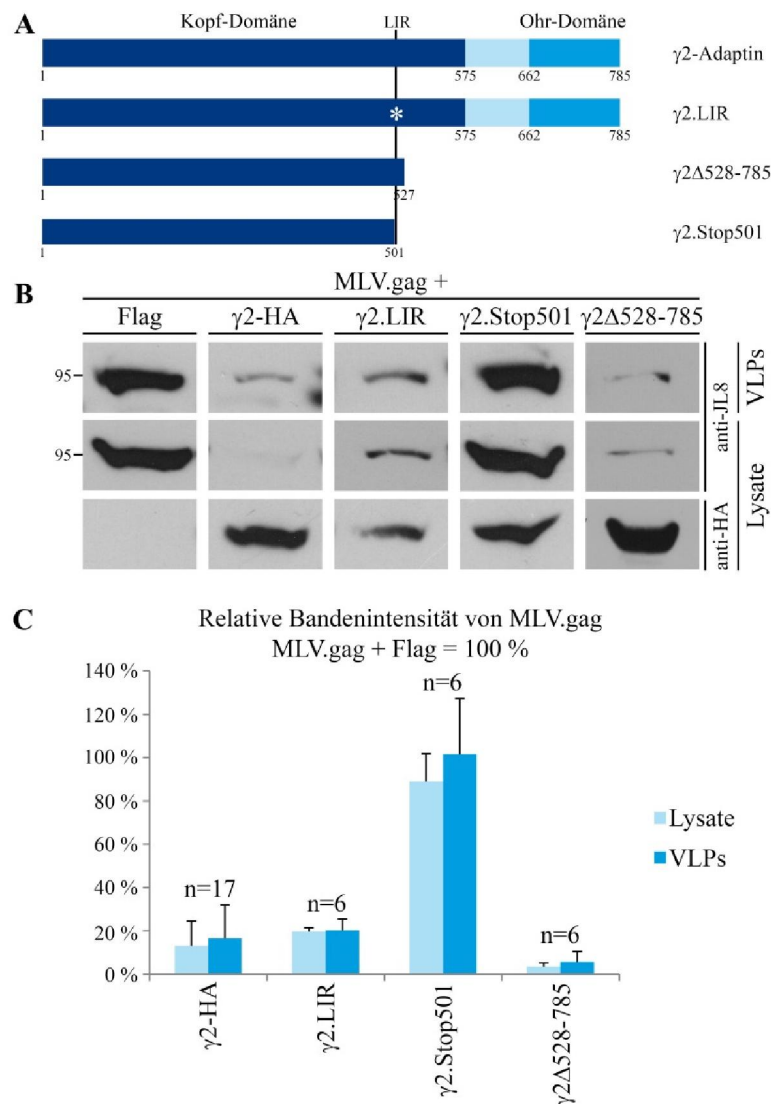 A
Kopf-Domäne LIR Ohr-Domäne
1 575 662 785 γ2-Adaptin
* γ2.LIR
1 575 662 785
γ2Δ528-785
1 527
γ2.Stop501
1 501
B
MLV.gag +
Flag γ2-HA γ2.LIR γ2.Stop501 γ2Δ528-785
95
95
anti-JL8
anti-HA
VLPs
Lysate
C
Relative Bandenintensität von MLV.gag
MLV.gag + Flag = 100 %
140 %
120 %
100 %
80 %
60 %
40 %
20 %
0 %
n=17
n=6
n=6
n=6
Lysate
VLPs
γ2-HA
γ2.LIR
γ2.Stop501
γ2Δ528-785